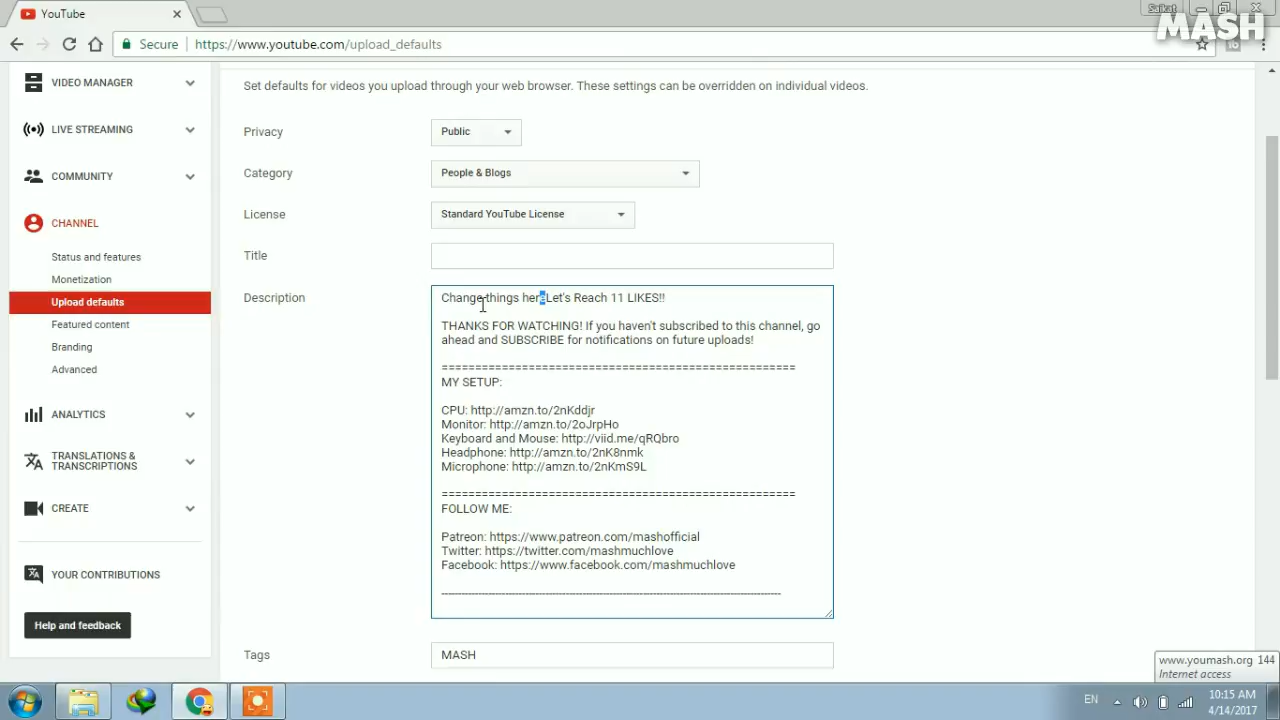 YouTube
Saikat
MASH
Secure
https://www.youtube.com/upload_defaults
VIDEO MANAGER
LIVE STREAMING
COMMUNITY
CHANNEL
Status and features
Monetization
Upload defaults
Featured content
Branding
Advanced
ANALYTICS
TRANSLATIONS &
TRANSCRIPTIONS
CREATE
YOUR CONTRIBUTIONS
Help and feedback
Set defaults for videos you upload through your web browser. These settings can be overridden on individual videos.
Privacy
Public
Category
People & Blogs
License
Standard YouTube License
Title
Description
Change things hereLet's Reach 11 LIKES!!
THANKS FOR WATCHING! If you haven't subscribed to this channel, go
ahead and SUBSCRIBE for notifications on future uploads!
=====================================================
MY SETUP:
CPU: http://amzn.to/2nKddjr
Monitor: http://amzn.to/2oJrpHo
Keyboard and Mouse: http://viid.me/qRQbro
Headphone: http://amzn.to/2nK8nmk
Microphone: http://amzn.to/2nKmS9L
=====================================================
FOLLOW ME:
Patreon: https://www.patreon.com/mashofficial
Twitter: https://twitter.com/mashmuchlove
Facebook: https://www.facebook.com/mashmuchlove
-------------------------------------------------------------------------------------
Tags
MASH
www.youmash.org 144
Internet access
EN
10:15 AM
4/14/2017